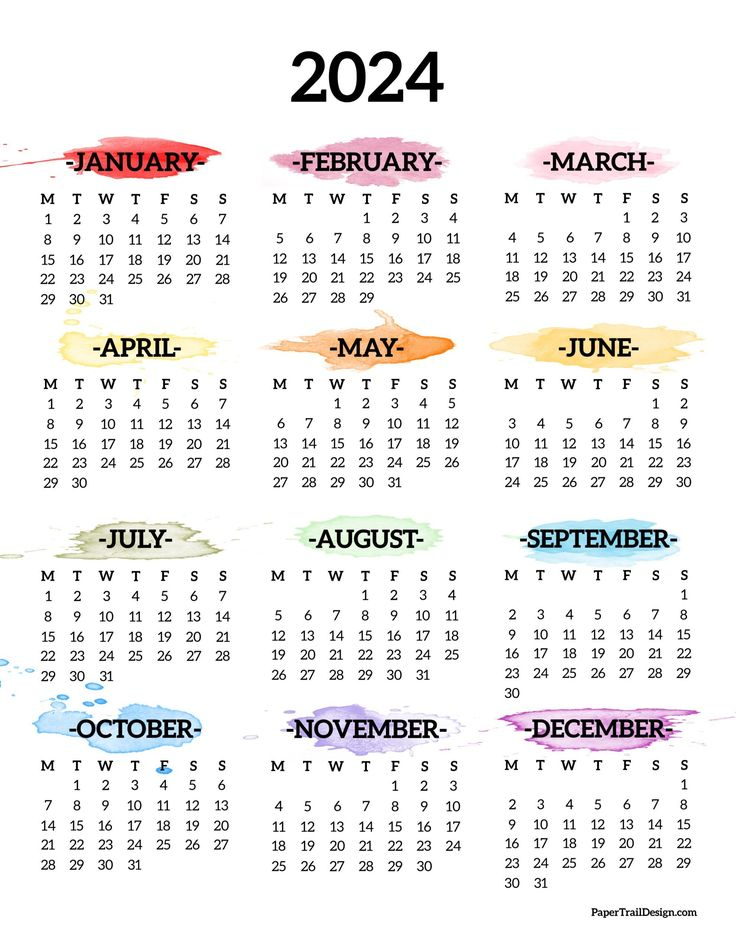 2024
-JANUARY- -FEBRUARY- -MARCH-
M T W T F S S M T W T F S S M T W T F S S
1 2 3 4 5 6 7 1 2 3 4 1 2 3
8 9 10 11 12 13 14 5 6 7 8 9 10 11 4 5 6 7 8 9 10
15 16 17 18 19 20 21 12 13 14 15 16 17 18 11 12 13 14 15 16 17
22 23 24 25 26 27 28 19 20 21 22 23 24 25 18 19 20 21 22 23 24
29 30 31 26 27 28 29 25 26 27 28 29 30 31
-APRIL- -MAY- -JUNE-
M T W T F S S M T W T F S S M T W T F S S
1 2 3 4 5 6 7 1 2 3 4 5 1 2
8 9 10 11 12 13 14 6 7 8 9 10 11 12 3 4 5 6 7 8 9
15 16 17 18 19 20 21 13 14 15 16 17 18 19 10 11 12 13 14 15 16
22 23 24 25 26 27 28 20 21 22 23 24 25 26 17 18 19 20 21 22 23
29 30 27 28 29 30 31 24 25 26 27 28 29 30
-JULY- -AUGUST- -SEPTEMBER-
M T W T F S S M T W T F S S M T W T F S S
1 2 3 4 5 6 7 1 2 3 4 1
8 9 10 11 12 13 14 5 6 7 8 9 10 11 2 3 4 5 6 7 8
15 16 17 18 19 20 21 12 13 14 15 16 17 18 9 10 11 12 13 14 15
22 23 24 25 26 27 28 19 20 21 22 23 24 25 16 17 18 19 20 21 22
29 30 31 26 27 28 29 30 31 23 24 25 26 27 28 29
30
-OCTOBER- -NOVEMBER- -DECEMBER-
M T W T F S S M T W T F S S M T W T F S S
1 2 3 4 5 6 1 2 3 1
7 8 9 10 11 12 13 4 5 6 7 8 9 10 2 3 4 5 6 7 8
14 15 16 17 18 19 20 11 12 13 14 15 16 17 9 10 11 12 13 14 15
21 22 23 24 25 26 27 18 19 20 21 22 23 24 16 17 18 19 20 21 22
28 29 30 31 25 26 27 28 29 30 23 24 25 26 27 28 29
30 31
PaperTrailDesign.com